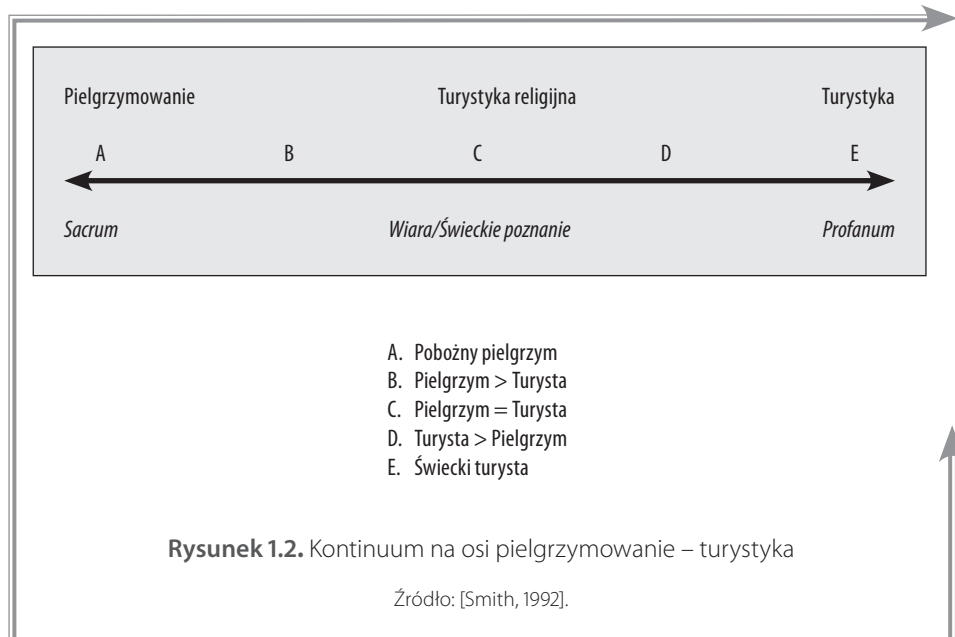 Pielgrzymowanie Turystyka religijna Turystyka
A B C D E
Sacrum Wiara/Świeckie poznanie Profanum
A. Pobożny pielgrzym
B. Pielgrzym > Turysta
C. Pielgrzym = Turysta
D. Turysta > Pielgrzym
E. Świecki turysta
Rysunek 1.2. Kontinuum na osi pielgrzymowanie – turystyka
Źródło: [Smith, 1992].